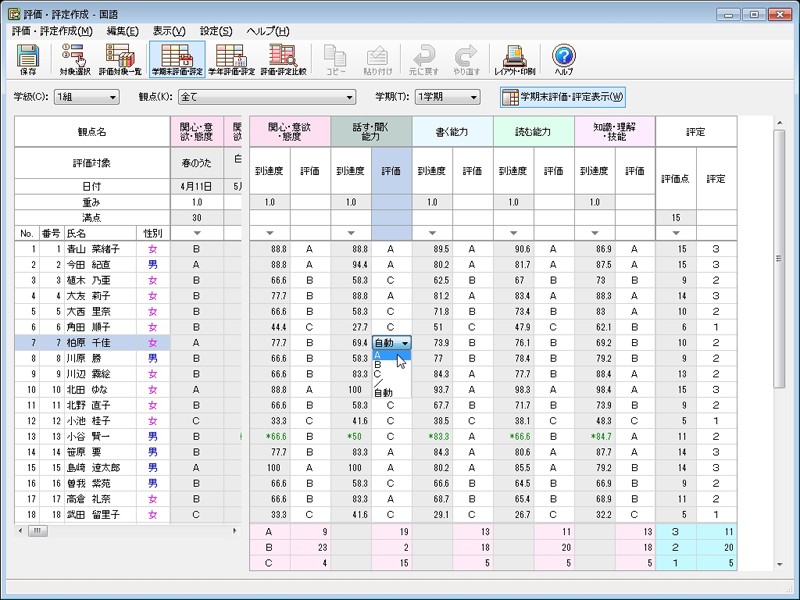 評価・評定作成 - 国語
評価・評定作成(M) 編集(E) 表示(V) 設定(S) ヘルプ(H)
保存 対象選択 評価対象一覧 学期末評価・評定 学年評価・評定 評価・評定比較 コピー 貼り付け 元に戻す やり直す レイアウト・印刷 ヘルプ
学級(C): 1組 観点(K): 全て 学期(T): 1学期 学期末評価・評定表示(W)
観点名 関心・意欲・態度 関 欲 関心・意欲・態度 話す・聞く能力 書く能力 読む能力 知識・理解・技能 評定
評価対象 春のうた 白 到達度 評価 到達度 評価 到達度 評価 到達度 評価 到達度 評価 評価点 評定
日付 4月11日 5月
重み 1.0 1.0 1.0 1.0 1.0 1.0
満点 30 15
No. 番号 氏名 性別
1 1 青山 菜緒子 女 B 88.8 A 88.8 A 89.5 A 90.6 A 86.9 A 15 3
2 2 今田 紀直 男 A 88.8 A 94.4 A 80.2 A 81.7 A 87.5 A 15 3
3 3 植木 乃亜 女 B 66.6 B 58.3 C 62.5 B 67 B 73 B 9 2
4 4 大友 莉子 女 B 77.7 B 88.8 A 81.2 A 83.4 A 88.3 A 14 3
5 5 大西 里奈 女 B 66.6 B 58.3 C 71.8 B 73.4 B 83 A 10 2
6 6 角田 順子 女 B 44.4 C 27.7 C 51 C 47.9 C 62.1 B 6 1
7 7 柏原 千佳 女 A 77.7 B 69.4 自動 73.9 B 76.1 B 69.2 B 10 2
8 8 川原 勝 男 B 66.6 B 58.3 A 77 B 78.4 B 79.2 B 9 2
9 9 川辺 霧絵 女 B 66.6 B 83.3 B 84.3 A 77.7 B 88.4 A 13 2
10 10 北田 ゆな 女 A 88.8 A 100 C 93.7 A 98.3 A 98.4 A 15 3
／
自動
11 11 北野 直子 女 B 66.6 B 58.3 C 67.7 B 71.7 B 73.9 B 9 2
12 12 小池 桂子 女 C 33.3 C 41.6 C 38.5 C 38.1 C 48.3 C 5 1
13 13 小谷 賢一 男 B *66.6 B *50 C *83.3 A *66.6 B *84.7 A 11 2
14 14 笹原 要 男 B 77.7 B 83.3 A 84.3 A 80.6 A 87.7 A 14 3
15 15 島崎 遼太郎 男 A 100 A 100 A 80.2 A 85.5 A 79.2 B 14 3
16 16 曽我 紫苑 男 B 66.6 B 58.3 C 66.6 B 64.5 B 66.9 B 9 2
17 17 高倉 礼奈 女 B 66.6 B 83.3 A 68.7 B 65.4 B 68.9 B 11 2
18 18 武田 留里子 女 C 33.3 C 41.6 C 29.1 C 26.7 C 32.2 C 5 1
A 9 19 13 11 13 3 11
B 23 2 18 20 18 2 20
C 4 15 5 5 5 1 5